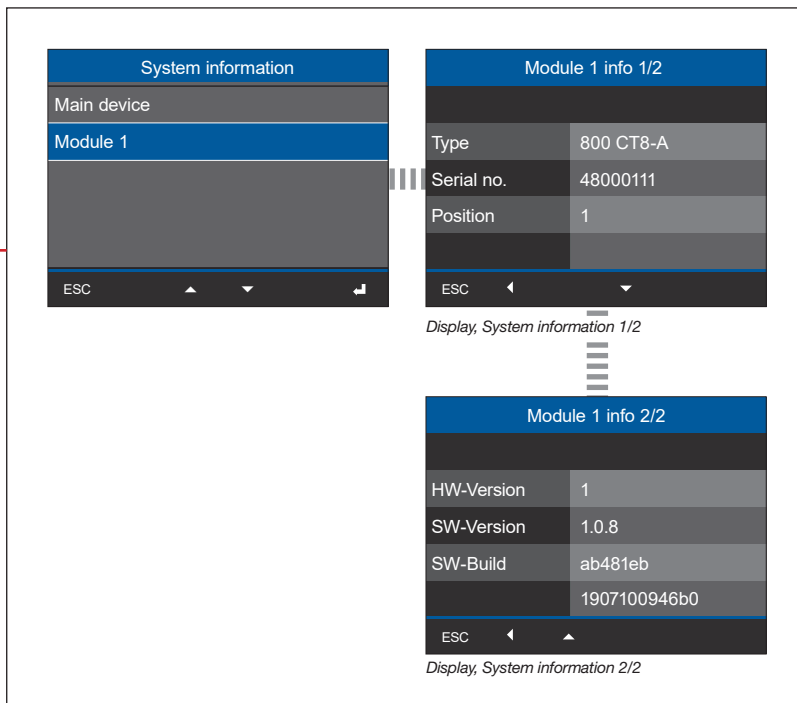 System information
Main device
Module 1
ESC
Module 1 info 1/2
Type 800 CT8-A
Serial no. 48000111
Position 1
ESC
Display, System information 1/2
Module 1 info 2/2
HW-Version 1
SW-Version 1.0.8
SW-Build ab481eb
1907100946b0
ESC
Display, System information 2/2